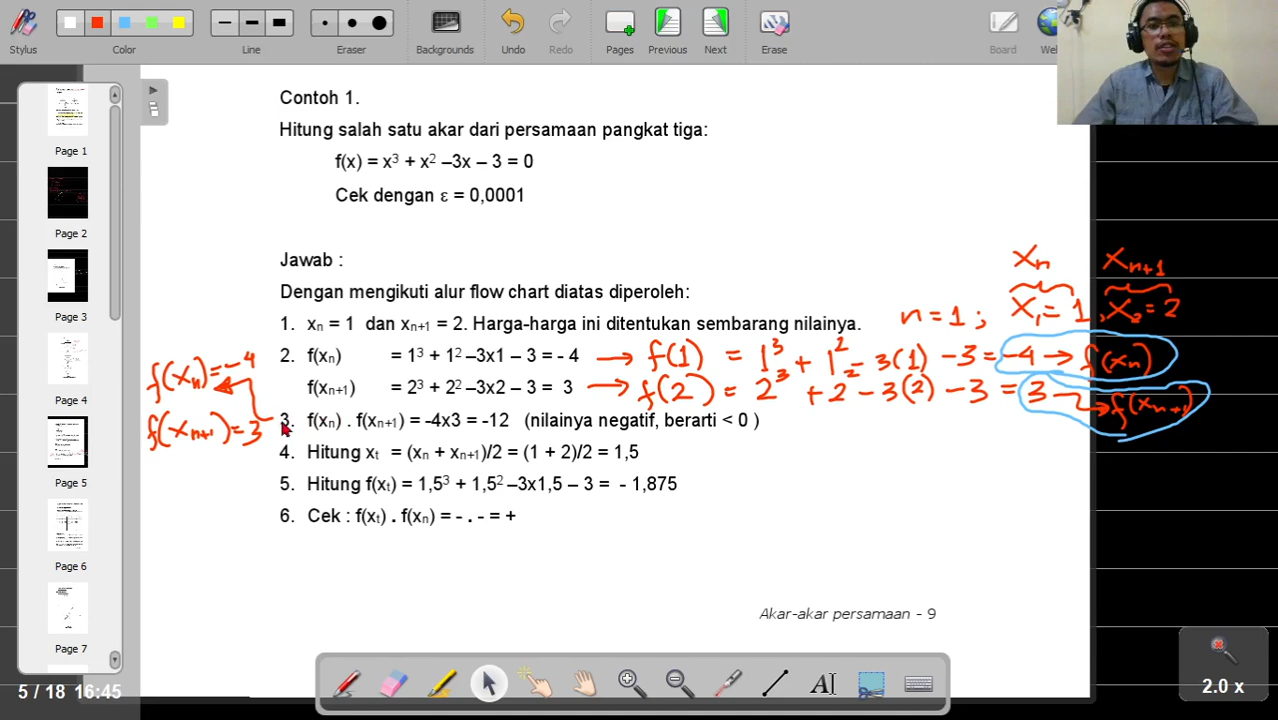 Stylus Color Line Eraser Backgrounds Undo Redo Pages Previous Next Erase Board
Page 1
Page 2
Page 3
Page 4
Page 5
Page 6
Page 7
Contoh 1.
Hitung salah satu akar dari persamaan pangkat tiga:
f(x) = x³ + x² –3x – 3 = 0
Cek dengan ε = 0,0001
Jawab :
Dengan mengikuti alur flow chart diatas diperoleh:
xₙ xₙ₊₁
n = 1 ; x₁ = 1 , x₂ = 2
1. xₙ = 1 dan xₙ₊₁ = 2. Harga-harga ini ditentukan sembarang nilainya.
2. f(xₙ) = 1³ + 1² –3x1 – 3 = - 4 → f(1) = 1³ + 1² – 3(1) – 3 = –4 → f(xₙ)
f(xₙ₊₁) = 2³ + 2² –3x2 – 3 = 3 → f(2) = 2³ + 2² – 3(2) – 3 = 3 → f(xₙ₊₁)
f(xₙ) = –4
f(xₙ₊₁) = 3
3. f(xₙ) . f(xₙ₊₁) = -4x3 = -12 (nilainya negatif, berarti < 0 )
4. Hitung xₜ = (xₙ + xₙ₊₁)/2 = (1 + 2)/2 = 1,5
5. Hitung f(xₜ) = 1,5³ + 1,5² –3x1,5 – 3 = - 1,875
6. Cek : f(xₜ) . f(xₙ) = - . - = +
Akar-akar persamaan - 9
5 / 18 16:45
2.0 x